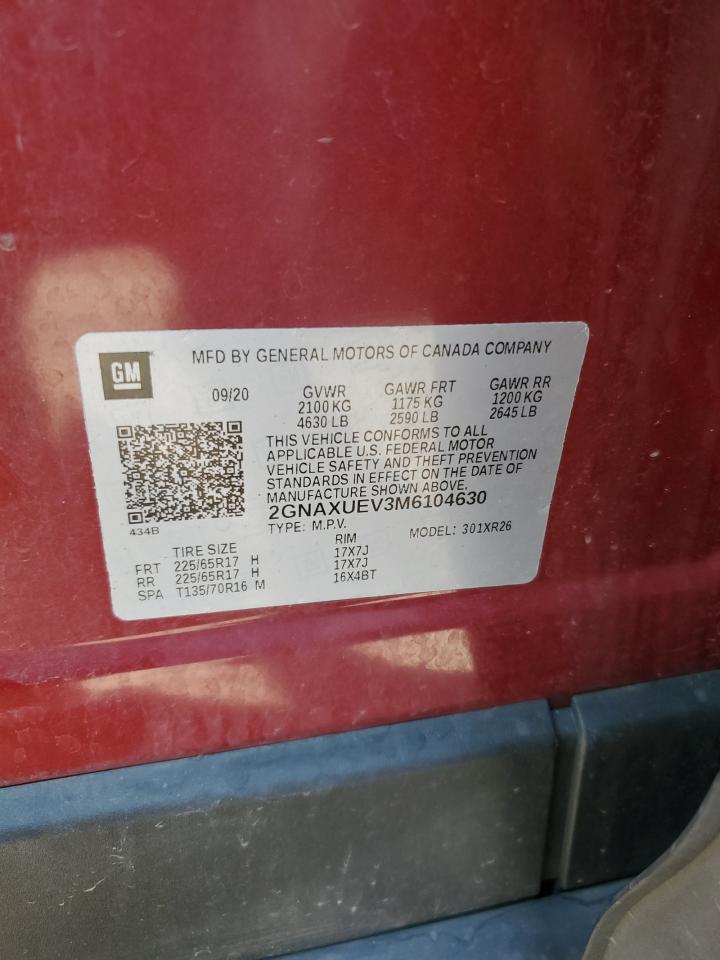 GM
MFD BY GENERAL MOTORS OF CANADA COMPANY
09/20 GVWR GAWR FRT GAWR RR
2100 KG 1175 KG 1200 KG
4630 LB 2590 LB 2645 LB
THIS VEHICLE CONFORMS TO ALL
APPLICABLE U.S. FEDERAL MOTOR
VEHICLE SAFETY AND THEFT PREVENTION
STANDARDS IN EFFECT ON THE DATE OF
MANUFACTURE SHOWN ABOVE.
2GNAXUEV3M6104630
434B
TYPE: M.P.V. MODEL: 301XR26
TIRE SIZE RIM
FRT 225/65R17 H 17X7J
RR 225/65R17 H 17X7J
SPA T135/70R16 M 16X4BT